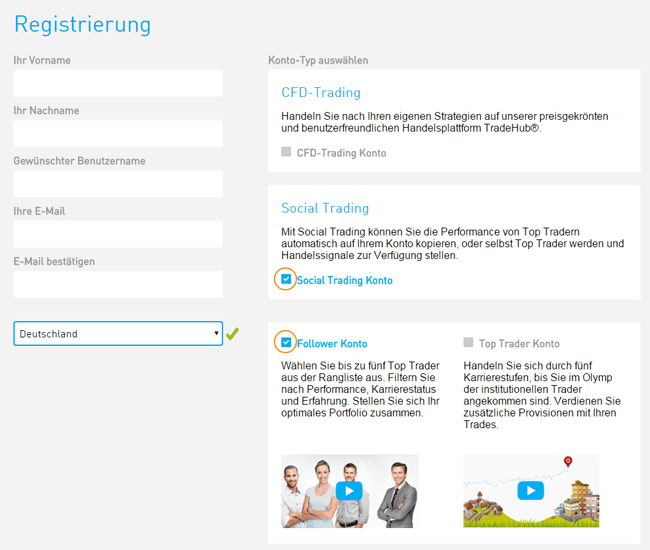 Registrierung
Ihr Vorname
Ihr Nachname
Gewünschter Benutzername
Ihre E-Mail
E-Mail bestätigen
Deutschland
Konto-Typ auswählen
CFD-Trading
Handeln Sie nach Ihren eigenen Strategien auf unserer preisgekrönten
und benutzerfreundlichen Handelsplattform TradeHub®.
CFD-Trading Konto
Social Trading
Mit Social Trading können Sie die Performance von Top Tradern
automatisch auf Ihrem Konto kopieren, oder selbst Top Trader werden und
Handelssignale zur Verfügung stellen.
Social Trading Konto
Follower Konto
Wählen Sie bis zu fünf Top Trader
aus der Rangliste aus. Filtern Sie
nach Performance, Karrierestatus
und Erfahrung. Stellen Sie sich Ihr
optimales Portfolio zusammen.
Top Trader Konto
Handeln Sie sich durch fünf
Karrierestufen, bis Sie im Olymp
der institutionellen Trader
angekommen sind. Verdienen Sie
zusätzliche Provisionen mit Ihren
Trades.